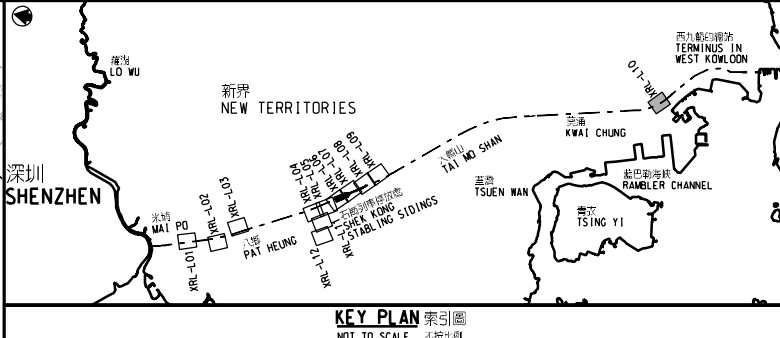 西九龍的總站
TERMINUS IN
WEST KOWLOON
羅湖
LO WU
XRL-L10
新界
NEW TERRITORIES
葵涌
KWAI CHUNG
大帽山
TAI MO SHAN
深圳
SHENZHEN
藍巴勒海峽
RAMBLER CHANNEL
荃灣
TSUEN WAN
青衣
TSING YI
XRL-L04
XRL-L05
XRL-L06
XRL-L07
XRL-L08
XRL-L09
XRL-L03
XRL-L02
米埔
MAI PO
XRL-L01
八鄉
PAT HEUNG
石崗列車停放處
SHEK KONG
STABLING SIDINGS
XRL-L11
XRL-L12
KEY PLAN 索引圖
NOT TO SCALE 不按比例